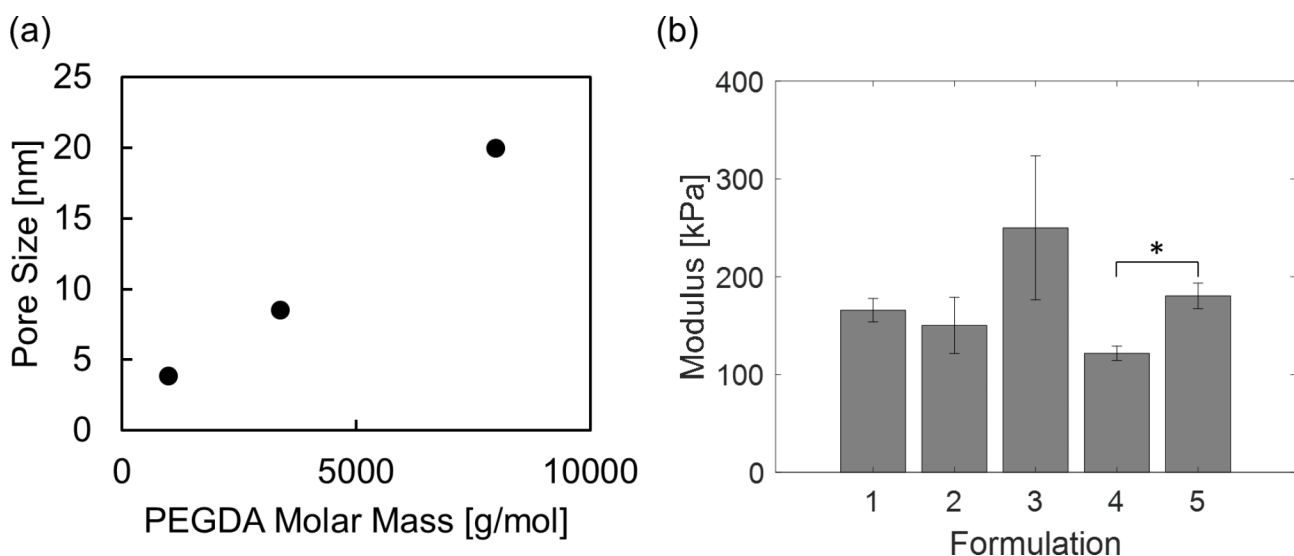 (a)
25
20
15
10
5
0
Pore Size [nm]
0 5000 10000
PEGDA Molar Mass [g/mol]
(b)
400
300
200
100
0
Modulus [kPa]
*
1 2 3 4 5
Formulation